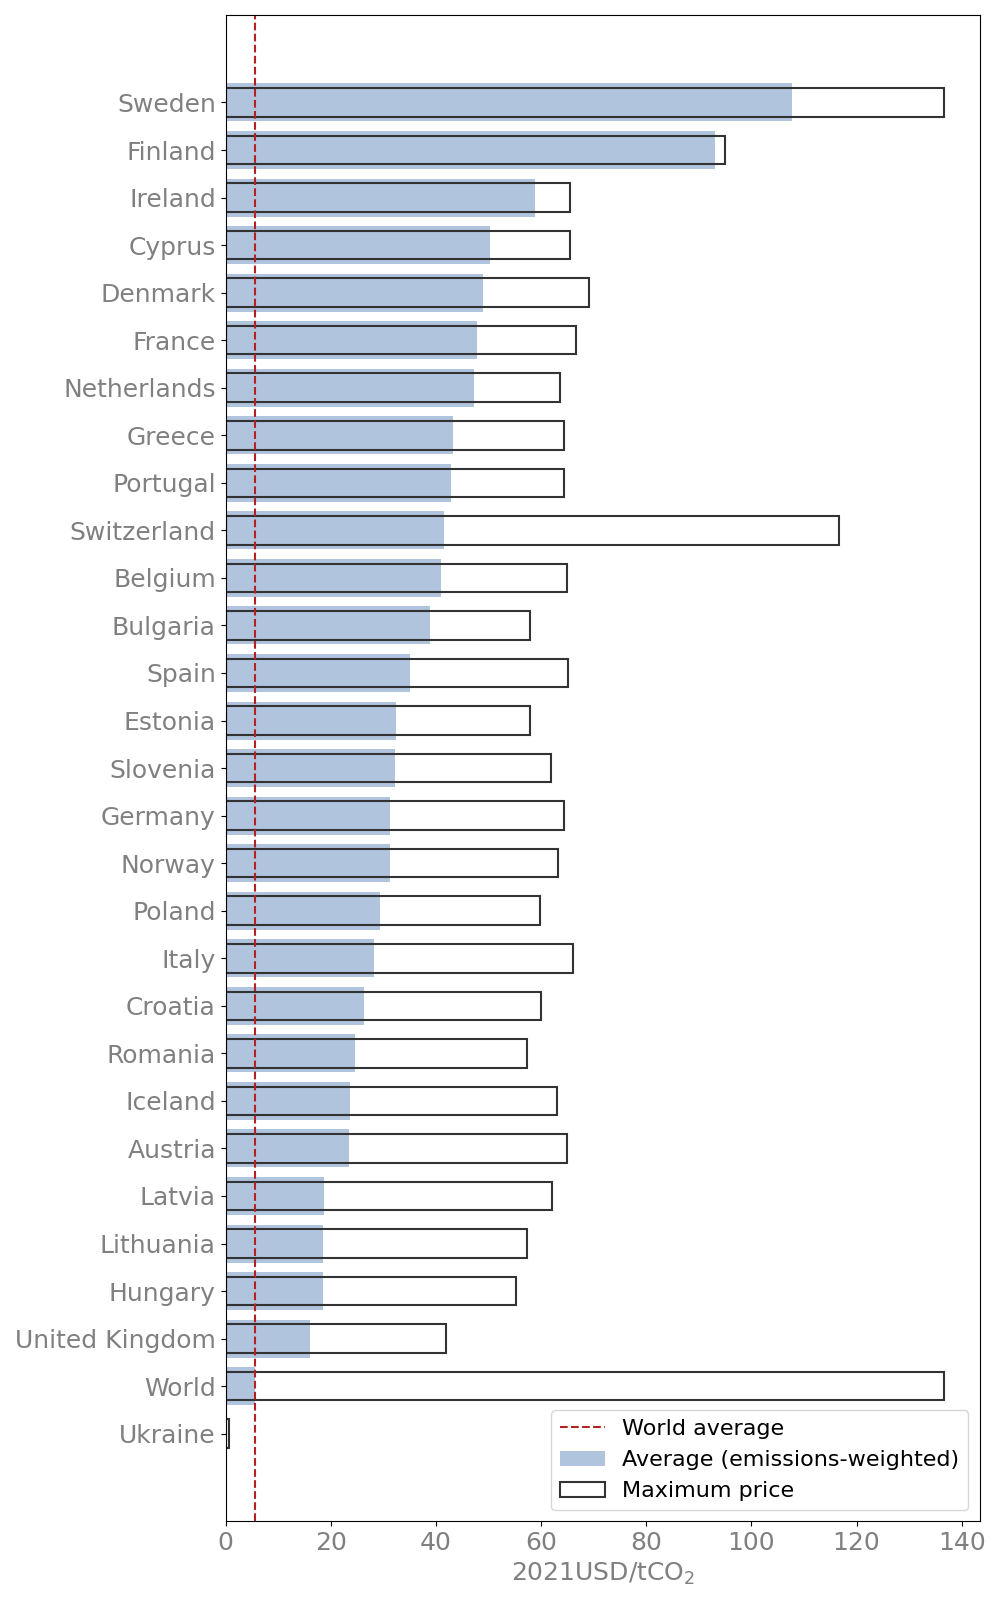 Sweden
Finland
Ireland
Cyprus
Denmark
France
Netherlands
Greece
Portugal
Switzerland
Belgium
Bulgaria
Spain
Estonia
Slovenia
Germany
Norway
Poland
Italy
Croatia
Romania
Iceland
Austria
Latvia
Lithuania
Hungary
United Kingdom
World
Ukraine
World average
Average (emissions-weighted)
Maximum price
0 20 40 60 80 100 120 140
2021USD/tCO₂